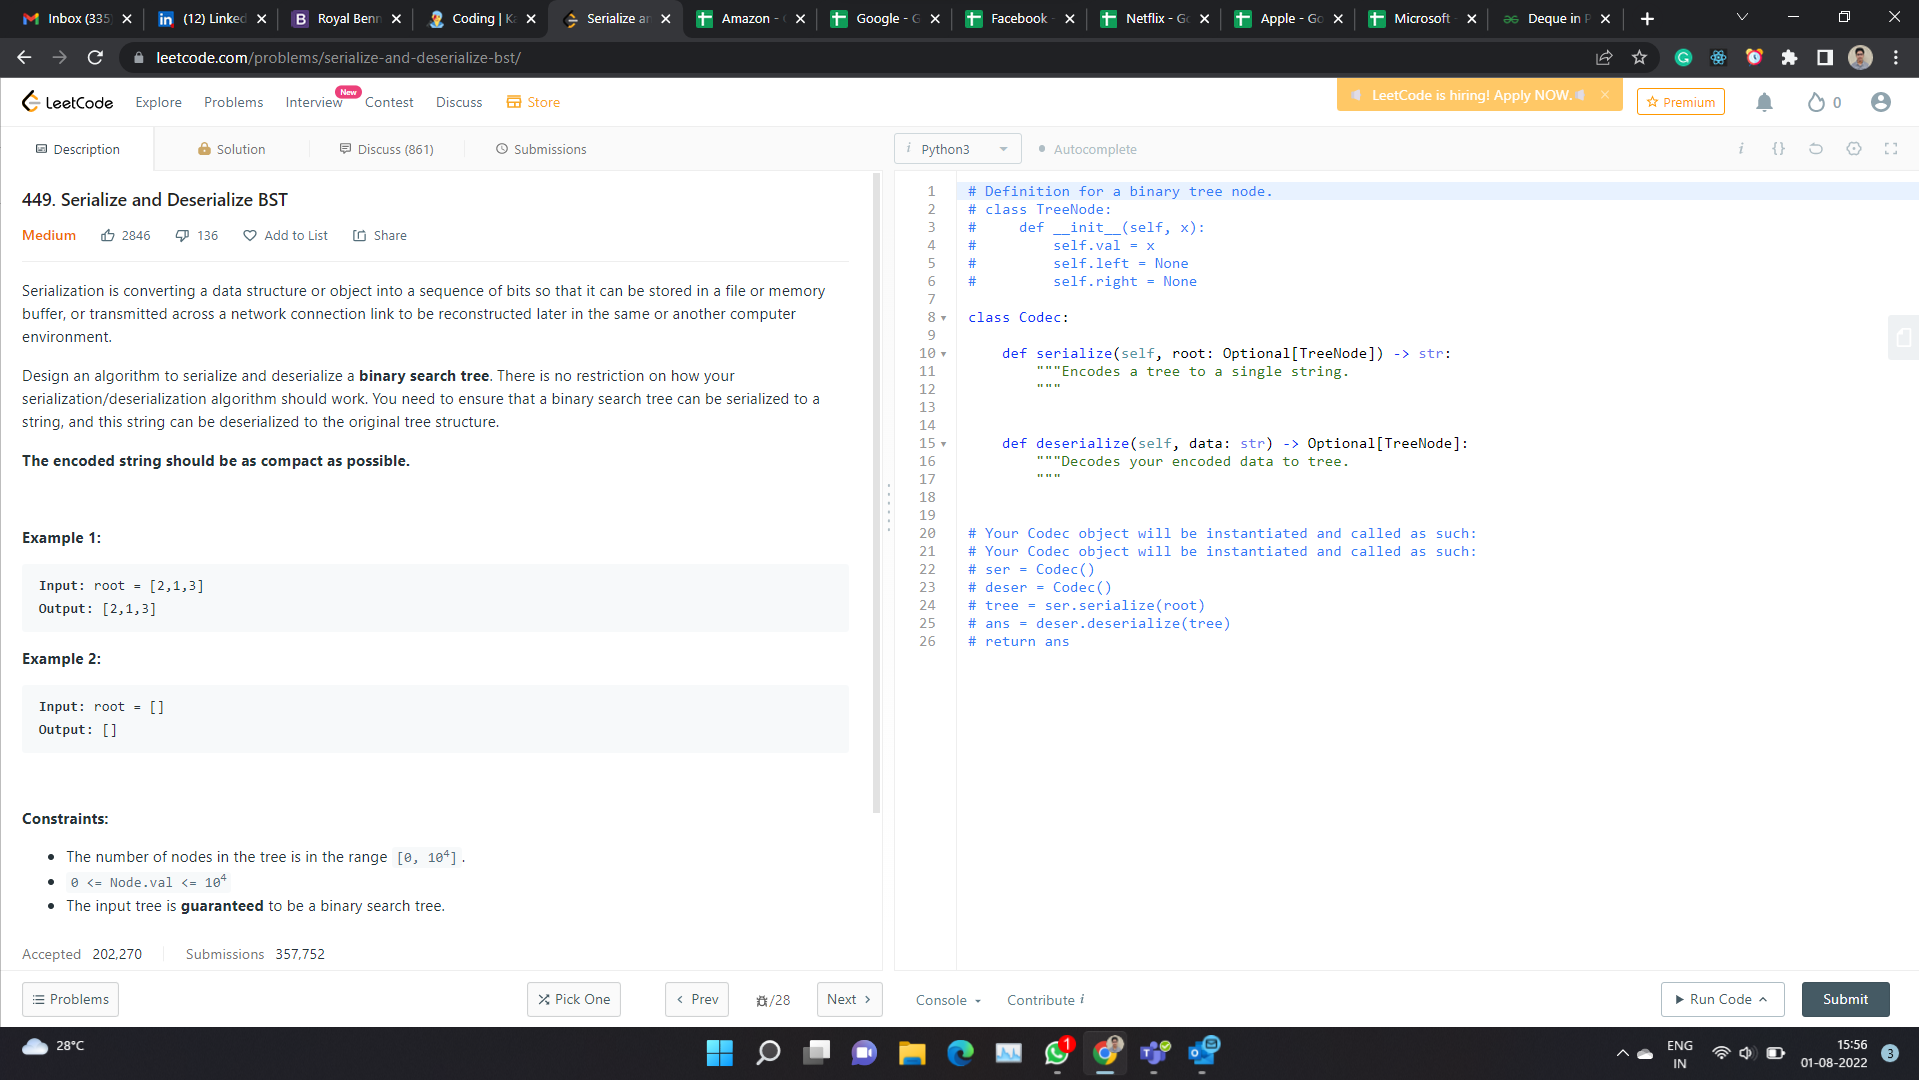 Inbox (335
(12) Linked
Royal Benn
Coding | Ka
Serialize an
Amazon - G
Google - G
Facebook -
Netflix - Go
Apple - Go
Microsoft
Deque in P
leetcode.com/problems/serialize-and-deserialize-bst/
LeetCode
Explore
Problems
Interview
New
Contest
Discuss
Store
LeetCode is hiring! Apply NOW.
Premium
0
Description
Solution
Discuss (861)
Submissions
i Python3
Autocomplete
449. Serialize and Deserialize BST
Medium
2846
136
Add to List
Share
Serialization is converting a data structure or object into a sequence of bits so that it can be stored in a file or memory
buffer, or transmitted across a network connection link to be reconstructed later in the same or another computer
environment.
Design an algorithm to serialize and deserialize a binary search tree. There is no restriction on how your
serialization/deserialization algorithm should work. You need to ensure that a binary search tree can be serialized to a
string, and this string can be deserialized to the original tree structure.
The encoded string should be as compact as possible.
Example 1:
Input: root = [2,1,3]
Output: [2,1,3]
Example 2:
Input: root = []
Output: []
Constraints:
• The number of nodes in the tree is in the range [0, 10⁴].
• 0 <= Node.val <= 10⁴
• The input tree is guaranteed to be a binary search tree.
Accepted 202,270
Submissions 357,752
1 # Definition for a binary tree node.
2 # class TreeNode:
3 #     def __init__(self, x):
4 #         self.val = x
5 #         self.left = None
6 #         self.right = None
7
8 class Codec:
9
10     def serialize(self, root: Optional[TreeNode]) -> str:
11         """Encodes a tree to a single string.
12         """
13
14
15     def deserialize(self, data: str) -> Optional[TreeNode]:
16         """Decodes your encoded data to tree.
17         """
18
19
20 # Your Codec object will be instantiated and called as such:
21 # Your Codec object will be instantiated and called as such:
22 # ser = Codec()
23 # deser = Codec()
24 # tree = ser.serialize(root)
25 # ans = deser.deserialize(tree)
26 # return ans
Problems
Pick One
Prev
/28
Next
Console
Contribute i
Run Code
Submit
28°C
1
ENG
IN
15:56
01-08-2022
3